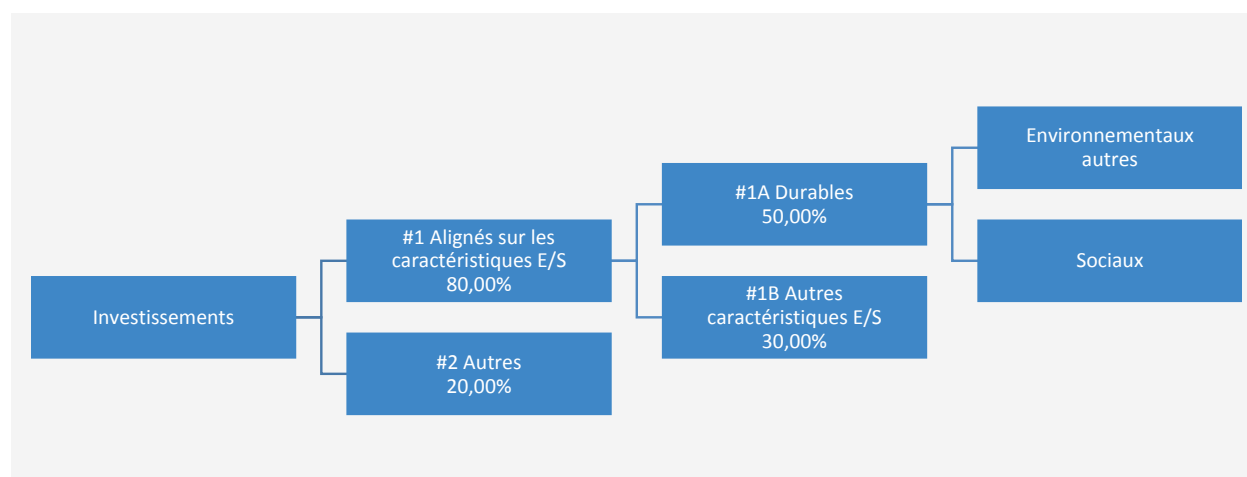 Investissements
#1 Alignés sur les
caractéristiques E/S
80,00%
#2 Autres
20,00%
#1A Durables
50,00%
#1B Autres
caractéristiques E/S
30,00%
Environnementaux
autres
Sociaux